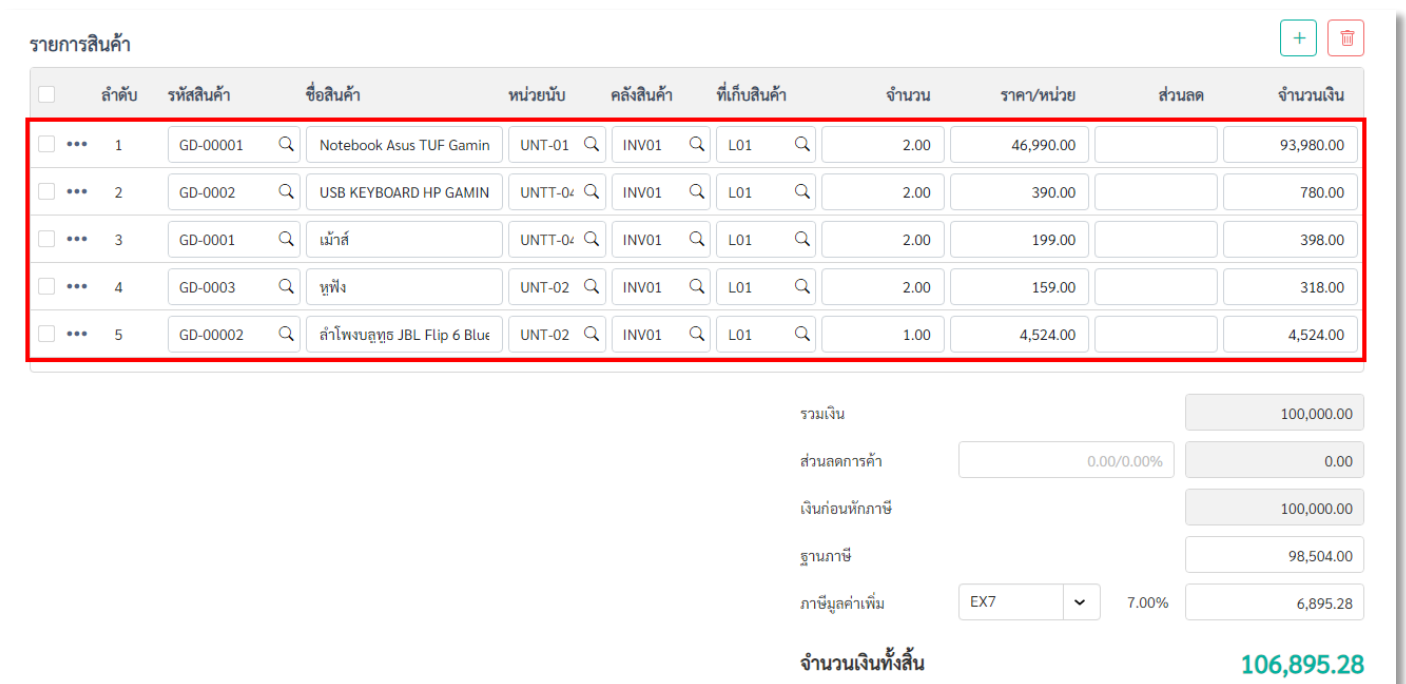 รายการสินค้า
ลำดับ รหัสสินค้า ชื่อสินค้า หน่วยนับ คลังสินค้า ที่เก็บสินค้า จำนวน ราคา/หน่วย ส่วนลด จำนวนเงิน
1 GD-00001 Notebook Asus TUF Gamin UNT-01 INV01 L01 2.00 46,990.00 93,980.00
2 GD-0002 USB KEYBOARD HP GAMIN UNTT-04 INV01 L01 2.00 390.00 780.00
3 GD-0001 เม้าส์ UNTT-04 INV01 L01 2.00 199.00 398.00
4 GD-0003 หูฟัง UNT-02 INV01 L01 2.00 159.00 318.00
5 GD-00002 ลำโพงบลูทูธ JBL Flip 6 Blue UNT-02 INV01 L01 1.00 4,524.00 4,524.00
รวมเงิน 100,000.00
ส่วนลดการค้า 0.00/0.00% 0.00
เงินก่อนหักภาษี 100,000.00
ฐานภาษี 98,504.00
ภาษีมูลค่าเพิ่ม EX7 7.00% 6,895.28
จำนวนเงินทั้งสิ้น 106,895.28